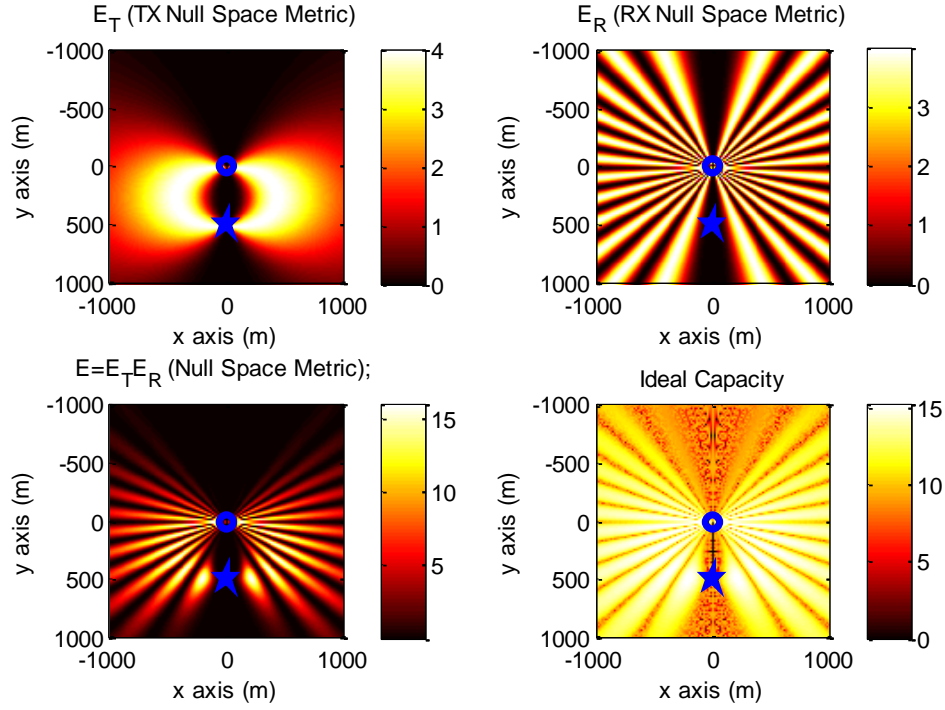 E_T (TX Null Space Metric)
-1000
-500
0
500
1000
y axis (m)
-1000 0 1000
x axis (m)
4
3
2
1
0
E_R (RX Null Space Metric)
-1000
-500
0
500
1000
y axis (m)
-1000 0 1000
x axis (m)
3
2
1
0
E=E_TE_R (Null Space Metric);
-1000
-500
0
500
1000
y axis (m)
-1000 0 1000
x axis (m)
15
10
5
Ideal Capacity
-1000
-500
0
500
1000
y axis (m)
-1000 0 1000
x axis (m)
15
10
5
0